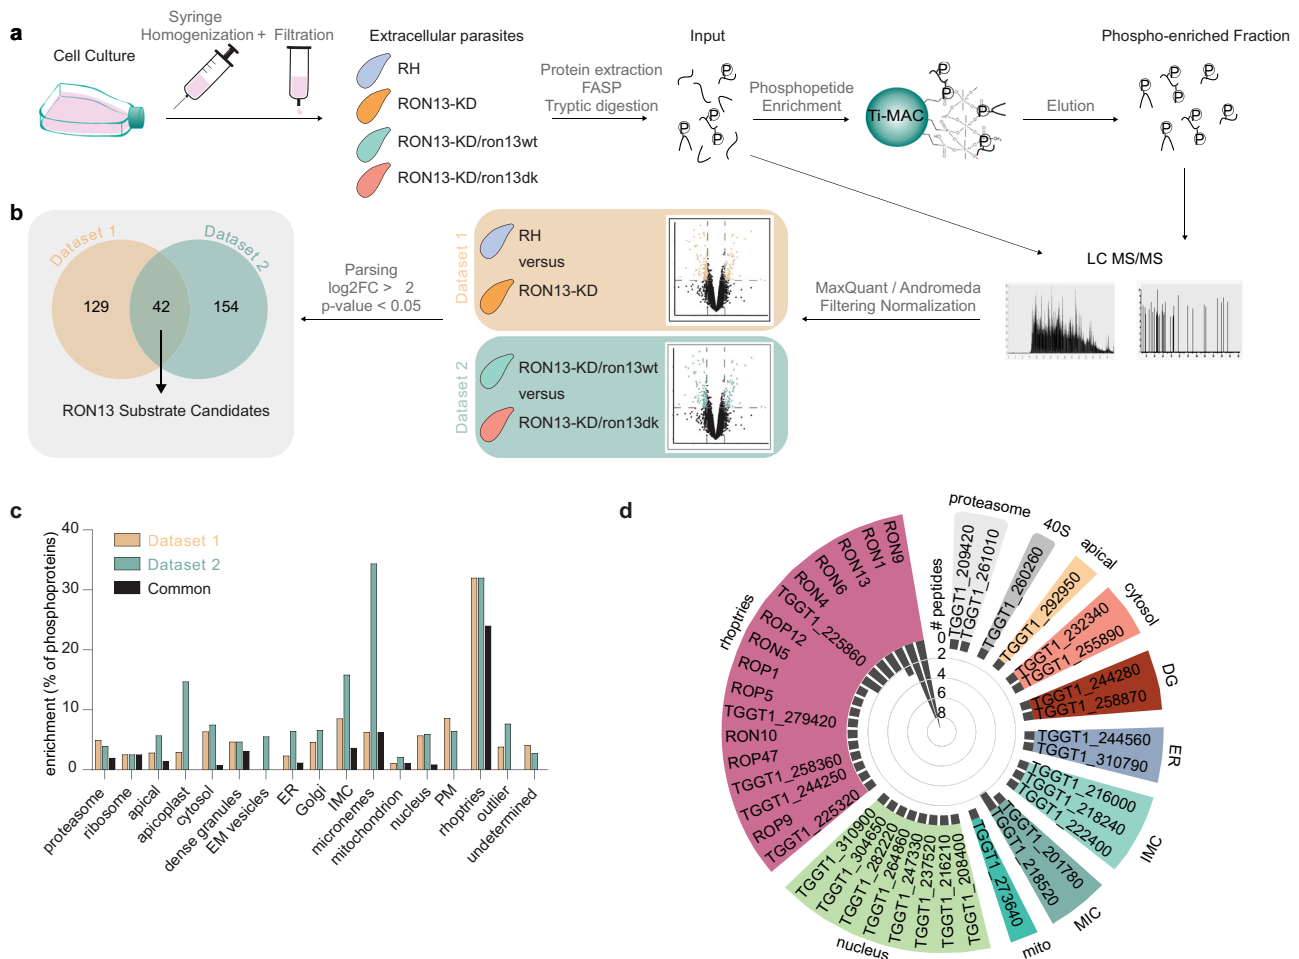 a
Syringe
Homogenization + Filtration
Cell Culture
Extracellular parasites
RH
RON13-KD
RON13-KD/ron13wt
RON13-KD/ron13dk
Protein extraction
FASP
Tryptic digestion
Input
P
P
P
P
P
Phosphopetide
Enrichment
Ti-MAC
P
P
P
P
Elution
Phospho-enriched Fraction
P
P
P
P
P
P
P
P
LC MS/MS
MaxQuant / Andromeda
Filtering Normalization
b
Dataset 1
RH
versus
RON13-KD
Dataset 2
RON13-KD/ron13wt
versus
RON13-KD/ron13dk
Parsing
log2FC > 2
p-value < 0.05
Dataset 1
Dataset 2
129
42
154
RON13 Substrate Candidates
c
enrichment (% of phosphoproteins)
40
30
20
10
0
Dataset 1
Dataset 2
Common
proteasome
ribosome
apical
apicoplast
cytosol
dense granules
EM vesicles
ER
Golgi
IMC
micronemes
mitochondrion
nucleus
PM
rhoptries
outlier
undetermined
d
# peptides
0
2
4
6
8
proteasome
TGGT1_209420
TGGT1_261010
40S
TGGT1_260260
apical
TGGT1_292950
cytosol
TGGT1_232340
TGGT1_255890
DG
TGGT1_244280
TGGT1_258870
ER
TGGT1_244560
TGGT1_310790
IMC
TGGT1_216000
TGGT1_218240
TGGT1_222400
MIC
TGGT1_201780
TGGT1_218520
mito
TGGT1_273640
nucleus
TGGT1_208400
TGGT1_216210
TGGT1_237520
TGGT1_247330
TGGT1_264860
TGGT1_282220
TGGT1_304650
TGGT1_310900
rhoptries
TGGT1_225320
ROP9
TGGT1_244250
TGGT1_258360
ROP47
RON10
TGGT1_279420
ROP5
ROP1
RON5
ROP12
TGGT1_225860
RON4
RON6
RON13
RON1
RON9